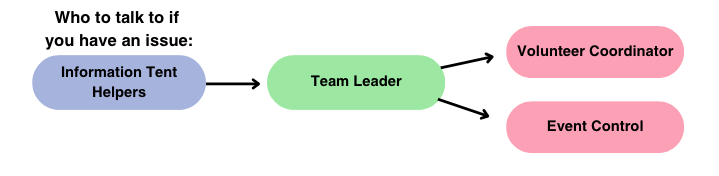 Who to talk to if
you have an issue:
Information Tent
Helpers
Team Leader
Volunteer Coordinator
Event Control